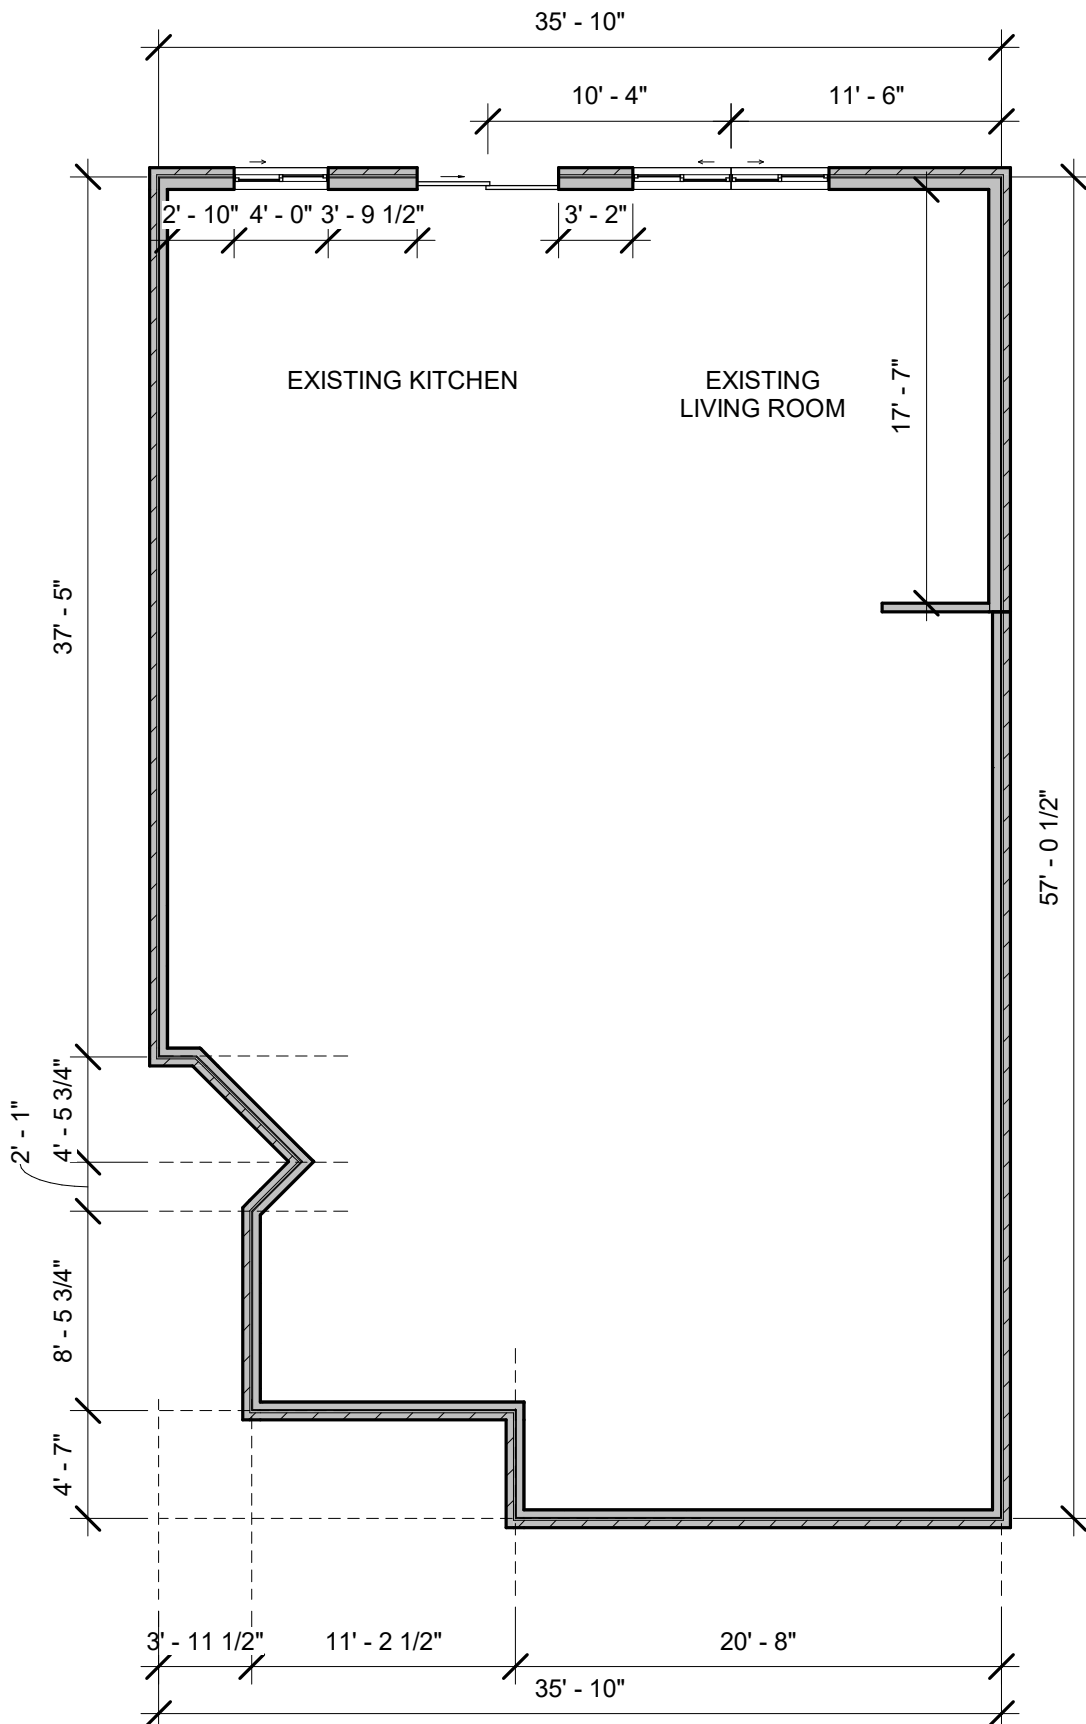 35' - 10"
10' - 4"
11' - 6"
2' - 10"
4' - 0"
3' - 9 1/2"
3' - 2"
EXISTING KITCHEN
EXISTING
LIVING ROOM
17' - 7"
37' - 5"
57' - 0 1/2"
4' - 5 3/4"
2' - 1"
8' - 5 3/4"
4' - 7"
3' - 11 1/2"
11' - 2 1/2"
20' - 8"
35' - 10"